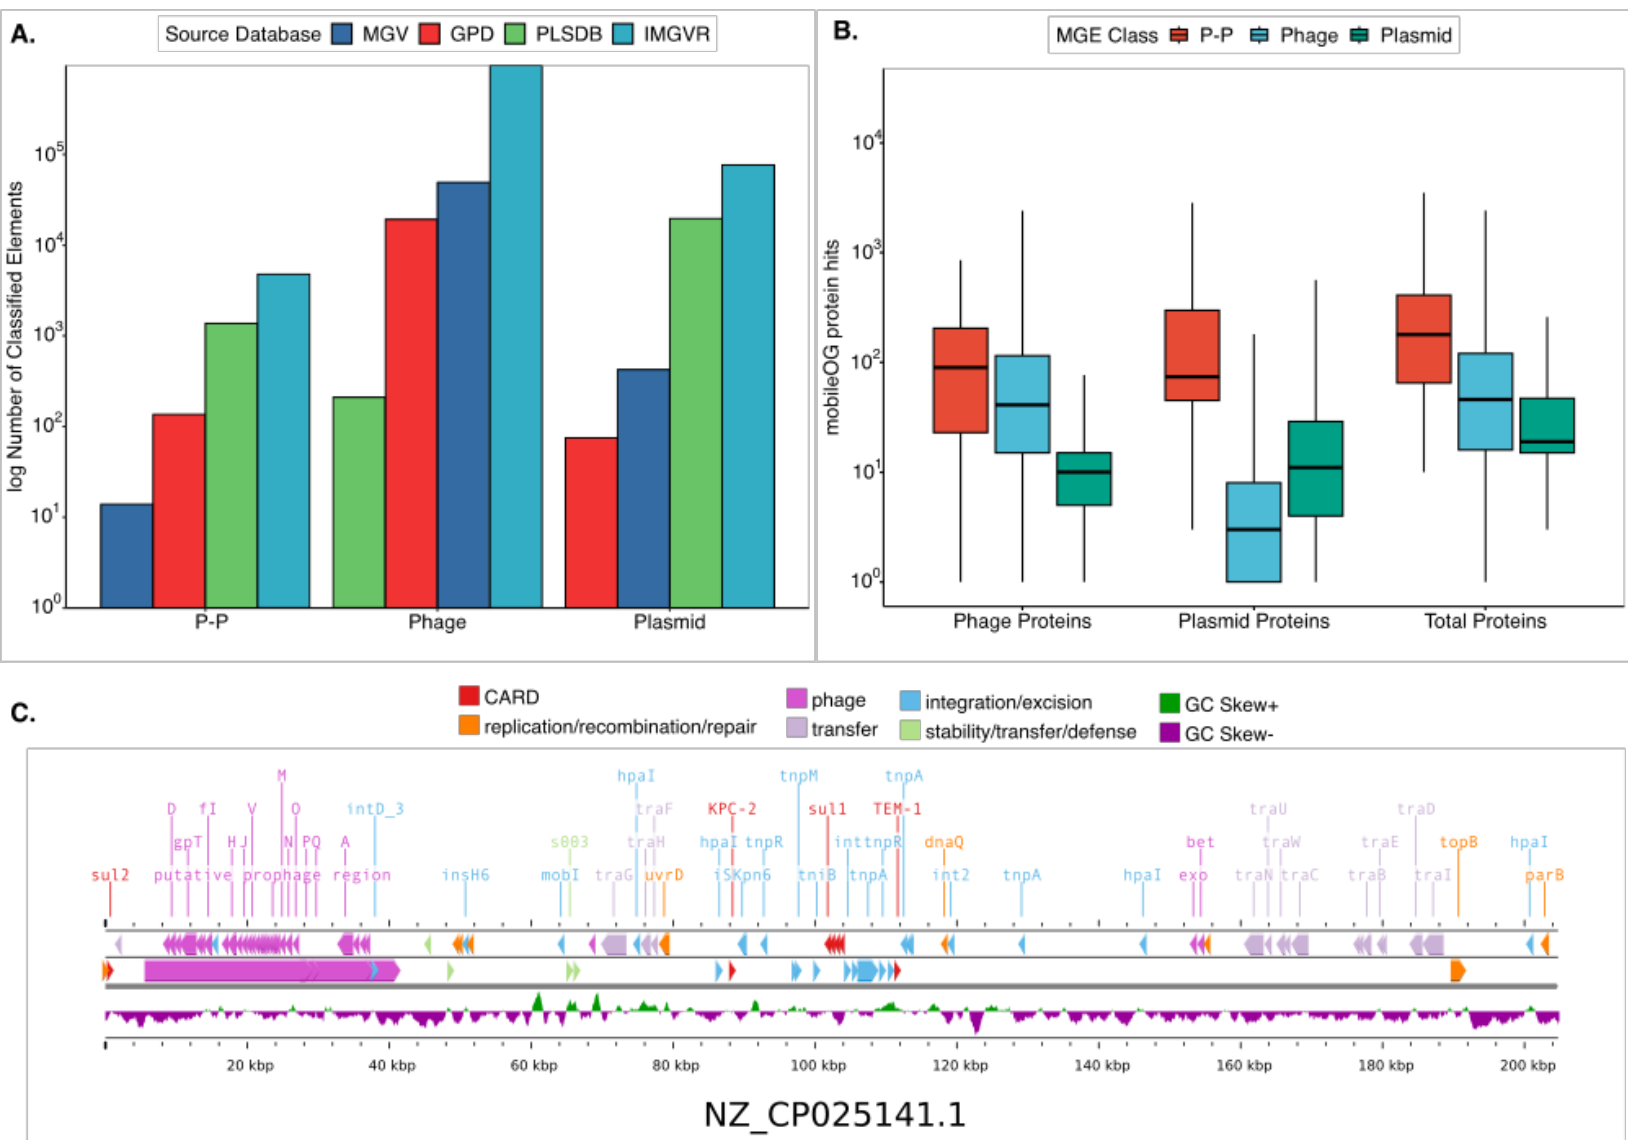 A.
Source Database MGV GPD PLSDB IMGVR
log Number of Classified Elements
10^5
10^4
10^3
10^2
10^1
10^0
P-P Phage Plasmid
B.
MGE Class P-P Phage Plasmid
mobileOG protein hits
10^4
10^3
10^2
10^1
10^0
Phage Proteins Plasmid Proteins Total Proteins
C.
CARD phage integration/excision GC Skew+
replication/recombination/repair transfer stability/transfer/defense GC Skew-
M hpaI tnpM tnpA
D fI V O intD_3 traF KPC-2 sul1 TEM-1 traU traD
gpT H J N PQ A s003 traH hpaI tnpR int tnpR dnaQ bet traW traE topB hpaI
sul2 putative prophage region insH6 mobI traG uvrD iSKpn6 tniB tnpA int2 tnpA hpaI exo traN traC traB traI parB
20 kbp 40 kbp 60 kbp 80 kbp 100 kbp 120 kbp 140 kbp 160 kbp 180 kbp 200 kbp
NZ_CP025141.1